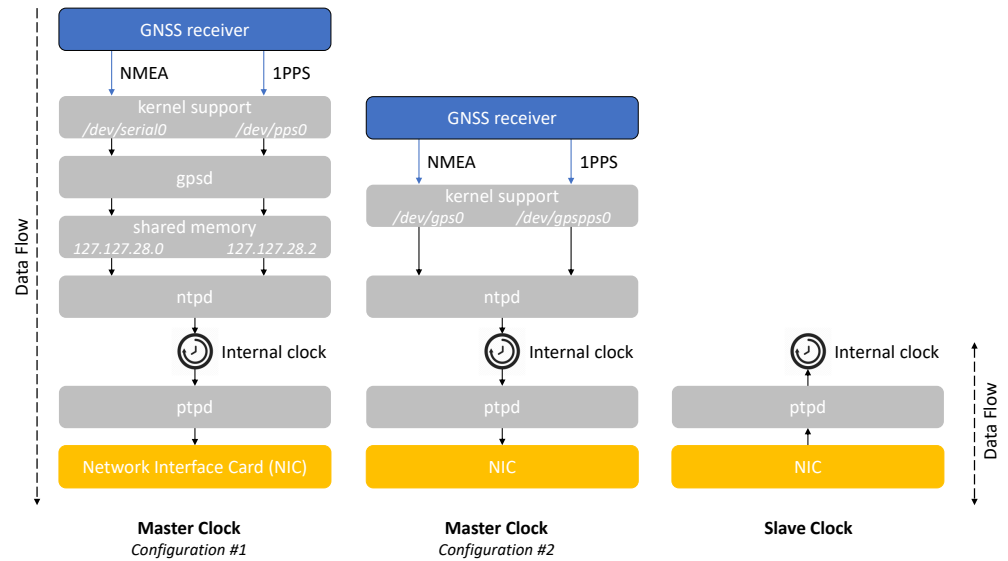 Data Flow
GNSS receiver
NMEA 1PPS
kernel support
/dev/serial0 /dev/pps0
gpsd
shared memory
127.127.28.0 127.127.28.2
ntpd
Internal clock
ptpd
Network Interface Card (NIC)
Master Clock
Configuration #1
GNSS receiver
NMEA 1PPS
kernel support
/dev/gps0 /dev/gpspps0
ntpd
Internal clock
ptpd
NIC
Master Clock
Configuration #2
Internal clock
ptpd
NIC
Slave Clock
Data Flow